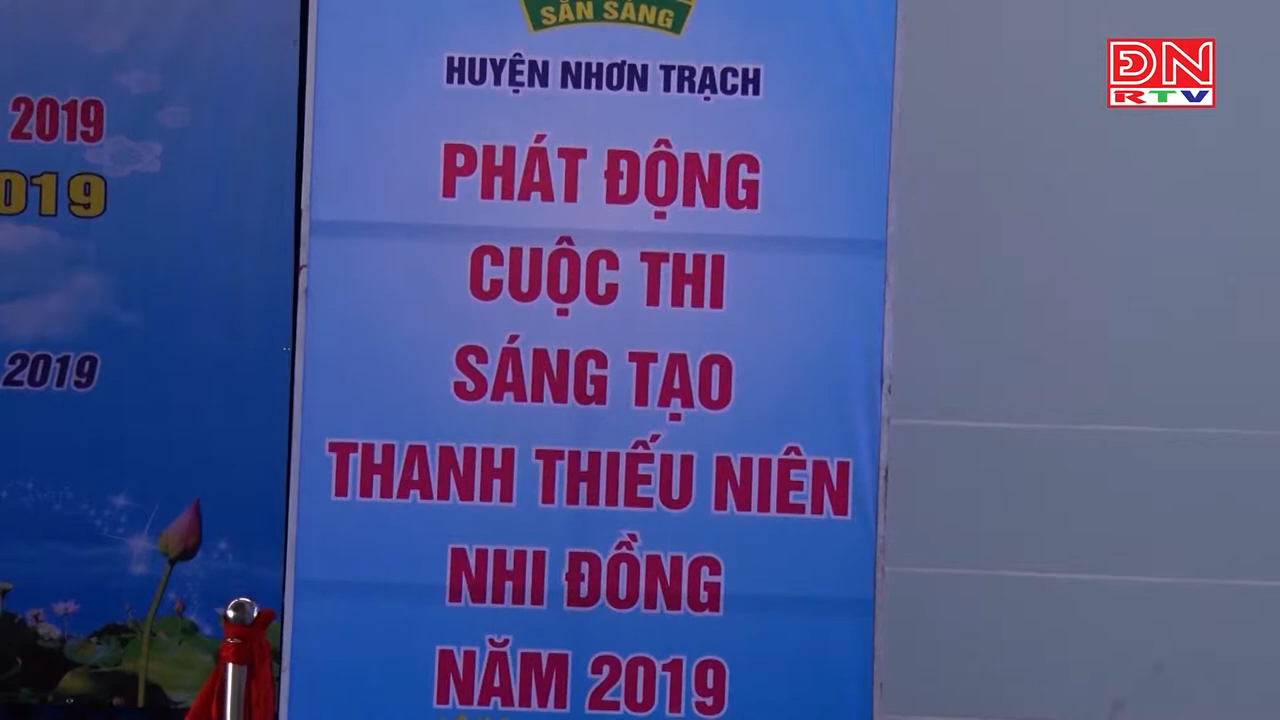 SẴN SÀNG
HUYỆN NHƠN TRẠCH
PHÁT ĐỘNG
CUỘC THI
SÁNG TẠO
THANH THIẾU NIÊN
NHI ĐỒNG
NĂM 2019
2019
2019
2019
ĐN
RTV